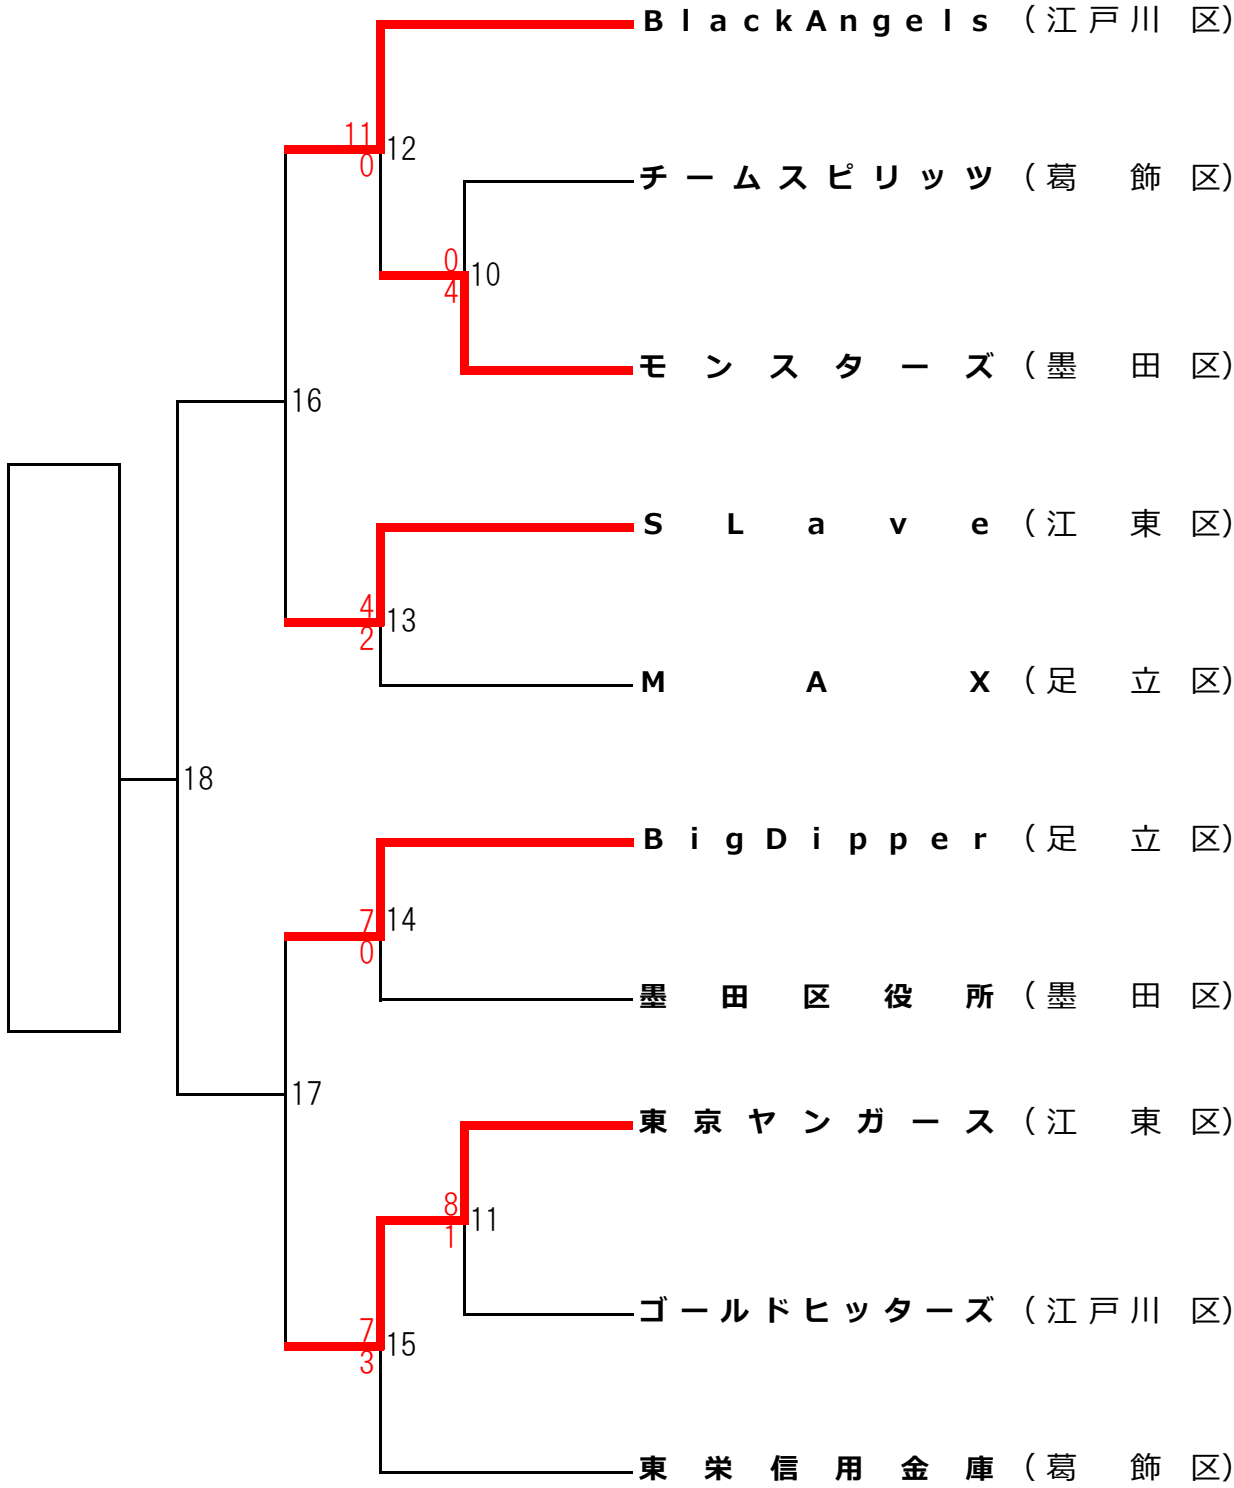 BlackAngels (江戸川区)
11
0
12
チームスピリッツ (葛飾区)
0
4
10
モンスターズ (墨田区)
16
SLave (江東区)
4
2
13
MAX (足立区)
18
BigDipper (足立区)
7
0
14
墨田区役所 (墨田区)
17
東京ヤンガース (江東区)
8
1
11
ゴールドヒッターズ (江戸川区)
7
3
15
東栄信用金庫 (葛飾区)